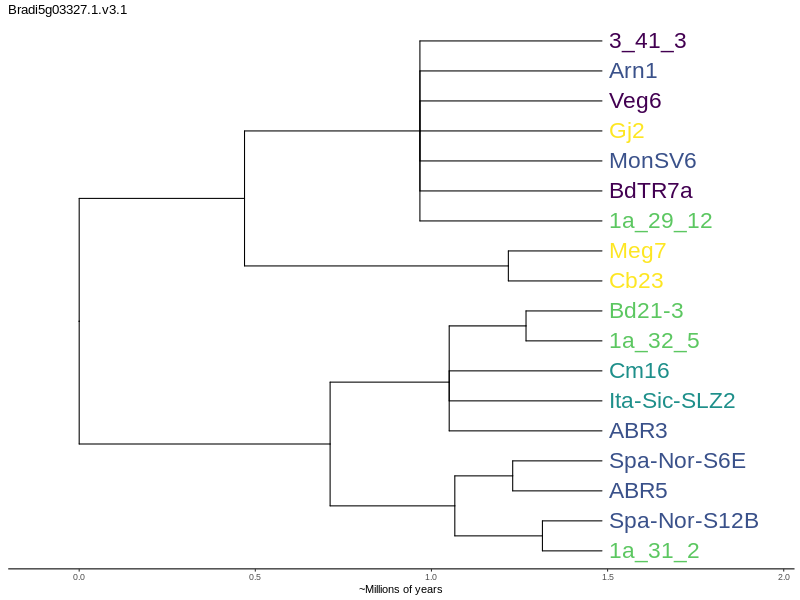 Bradi5g03327.1.v3.1
3_41_3
Arn1
Veg6
Gj2
MonSV6
BdTR7a
1a_29_12
Meg7
Cb23
Bd21-3
1a_32_5
Cm16
Ita-Sic-SLZ2
ABR3
Spa-Nor-S6E
ABR5
Spa-Nor-S12B
1a_31_2
0.0 0.5 1.0 1.5 2.0
~Millions of years